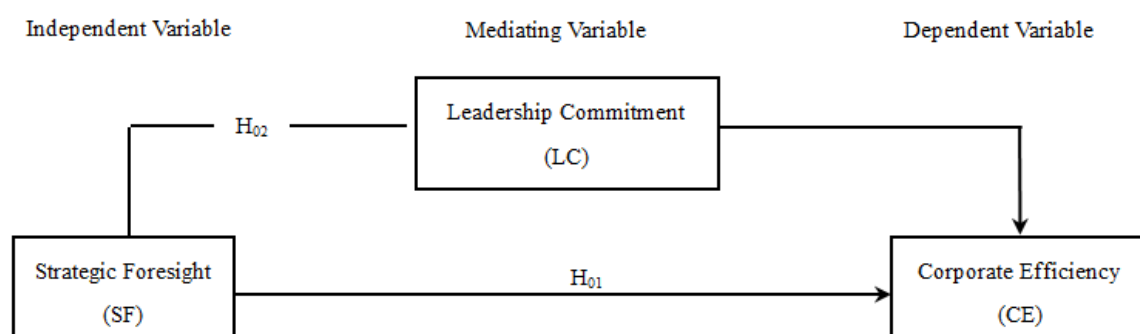 Independent Variable
Mediating Variable
Dependent Variable
Leadership Commitment
(LC)
H02
Strategic Foresight
(SF)
H01
Corporate Efficiency
(CE)